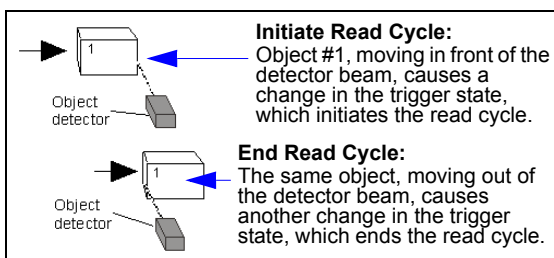 1
Object
detector
Initiate Read Cycle:
Object #1, moving in front of the
detector beam, causes a
change in the trigger state,
which initiates the read cycle.
1
Object
detector
End Read Cycle:
The same object, moving out of
the detector beam, causes
another change in the trigger
state, which ends the read cycle.